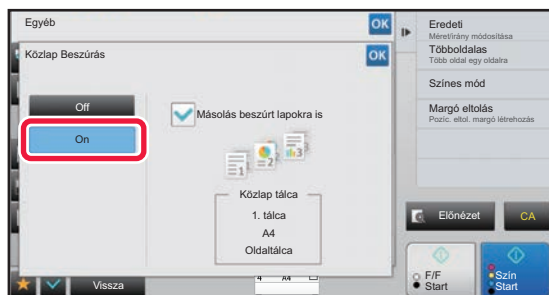 Egyéb
OK
Közlap Beszúrás
OK
Off
On
Másolás beszúrt lapokra is
1
2
3
Közlap tálca
1. tálca
A4
Oldaltálca
Vissza
4 A4
Eredeti
Méret/irány módosítása
Többoldalas
Több oldal egy oldalra
Színes mód
Margó eltolás
Pozíc. eltol. margó létrehozás
Előnézet
CA
F/F
Start
Szín
Start